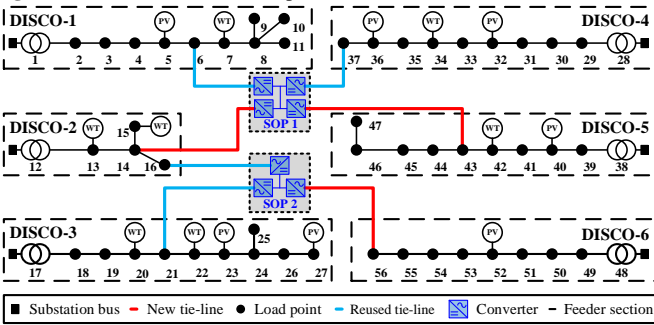 DISCO-1
PV
WT
9
10
11
1
2
3
4
5
6
7
8
DISCO-4
PV
WT
PV
37
36
35
34
33
32
31
30
29
28
SOP 1
DISCO-2
WT
15
WT
12
13
14
16
DISCO-5
47
WT
PV
46
45
44
43
42
41
40
39
38
SOP 2
DISCO-3
WT
WT
PV
25
PV
17
18
19
20
21
22
23
24
26
27
DISCO-6
PV
56
55
54
53
52
51
50
49
48
Substation bus
New tie-line
Load point
Reused tie-line
Converter
Feeder section